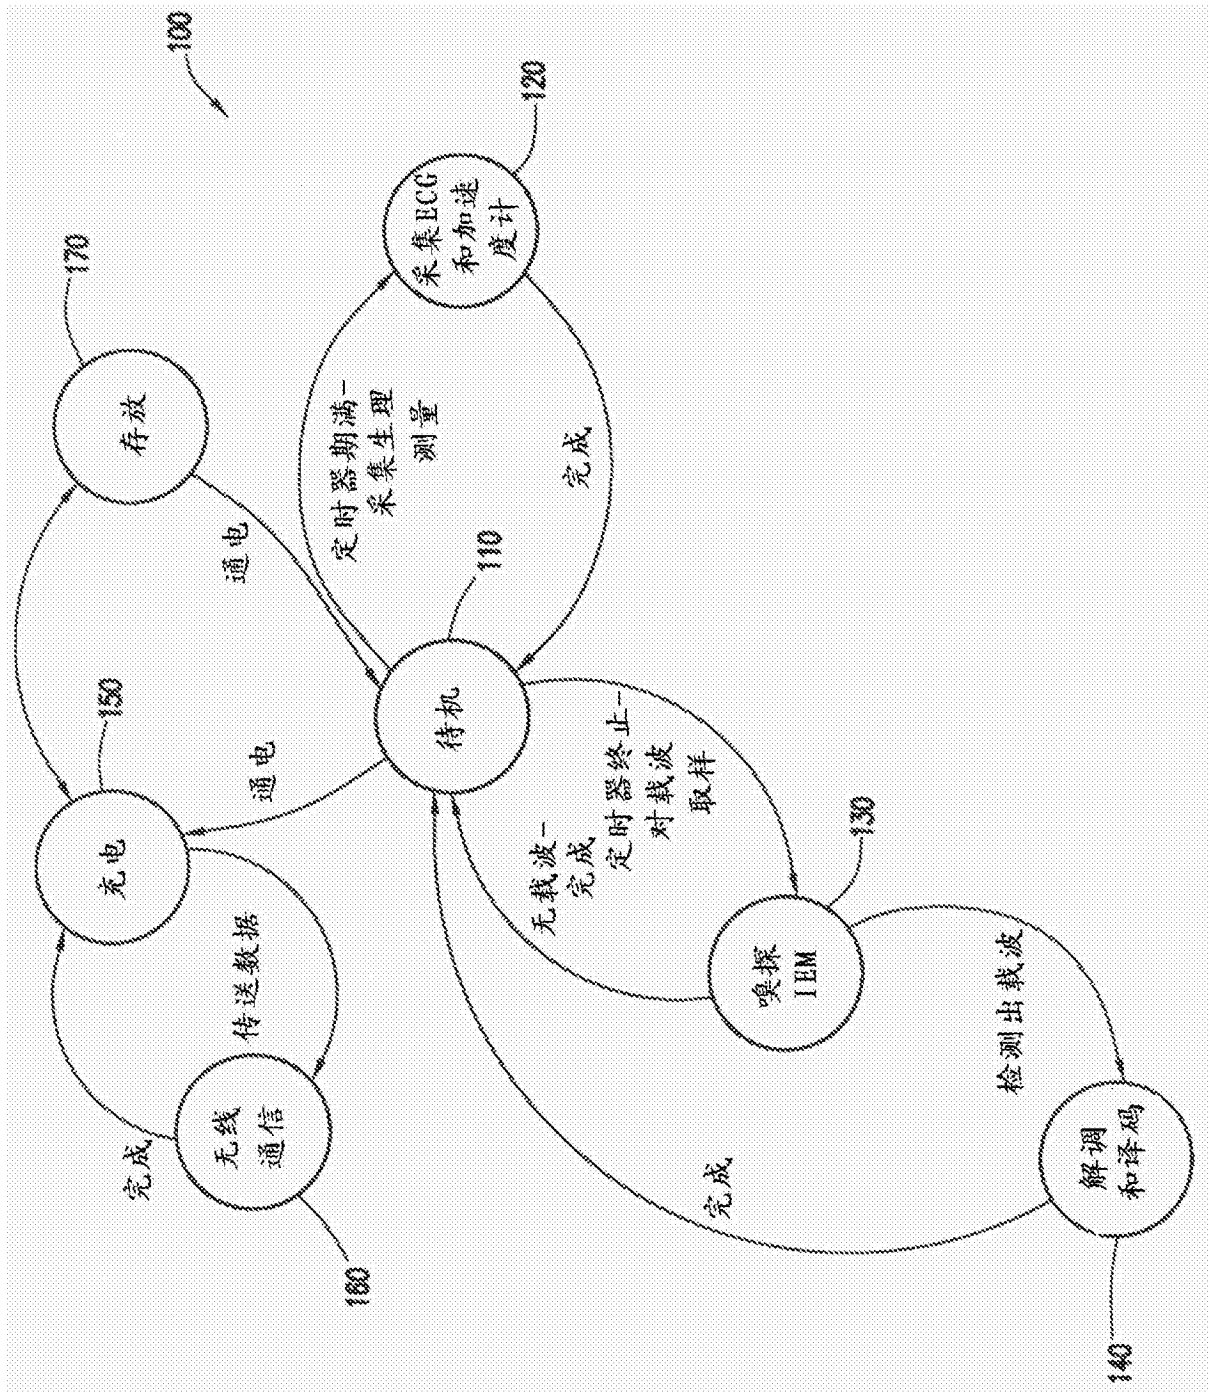 100
170
存放
120
采集ECG
和加速
度计
定时器期满-
采集生理
测量
完成
通电
110
待机
150
充电
通电
传送数据
无线
通信
完成
160
无载波-
完成
定时器终止-
对载波
取样
130
嗅探
IEM
检测出载波
解调
和译码
140
完成